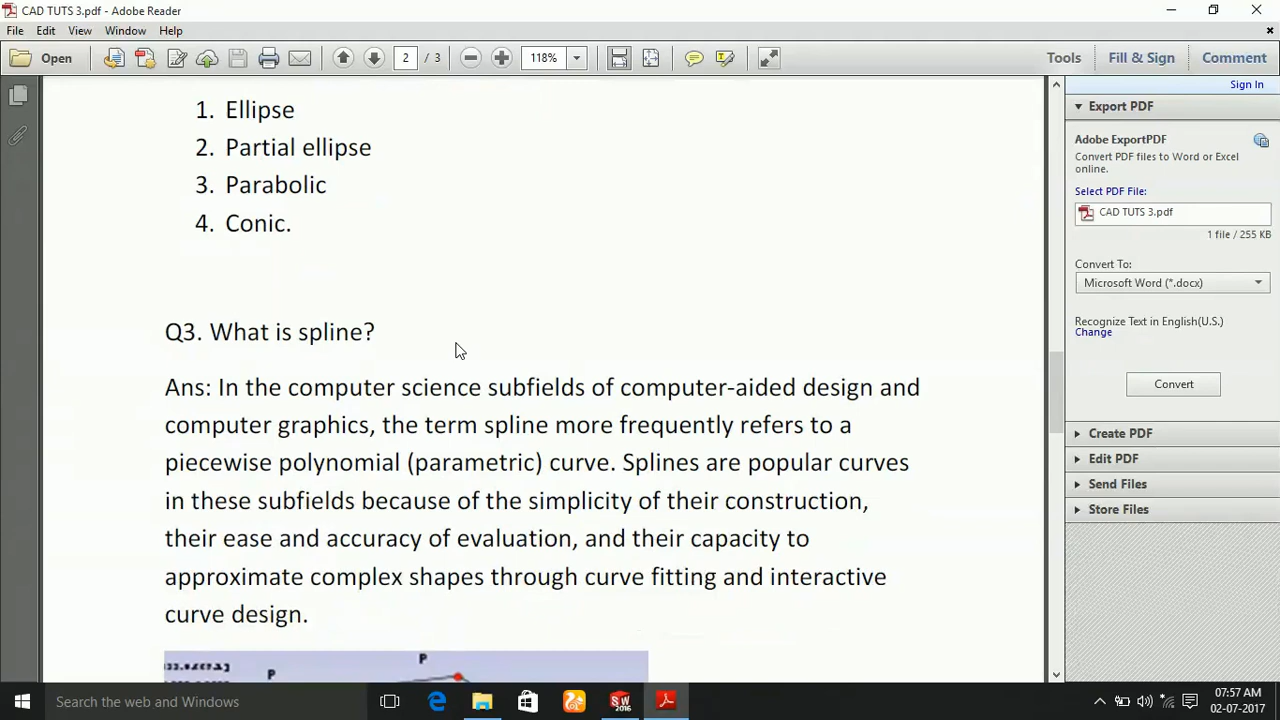 CAD TUTS 3.pdf - Adobe Reader
File Edit View Window Help
Open 2 / 3 118% Tools Fill & Sign Comment
Sign In
1. Ellipse
2. Partial ellipse
3. Parabolic
4. Conic.
Q3. What is spline?
Ans: In the computer science subfields of computer-aided design and
computer graphics, the term spline more frequently refers to a
piecewise polynomial (parametric) curve. Splines are popular curves
in these subfields because of the simplicity of their construction,
their ease and accuracy of evaluation, and their capacity to
approximate complex shapes through curve fitting and interactive
curve design.
P
P
Export PDF
Adobe ExportPDF
Convert PDF files to Word or Excel
online.
Select PDF File:
CAD TUTS 3.pdf
1 file / 255 KB
Convert To:
Microsoft Word (*.docx)
Recognize Text in English(U.S.)
Change
Convert
Create PDF
Edit PDF
Send Files
Store Files
Search the web and Windows
SW
2016
07:57 AM
02-07-2017